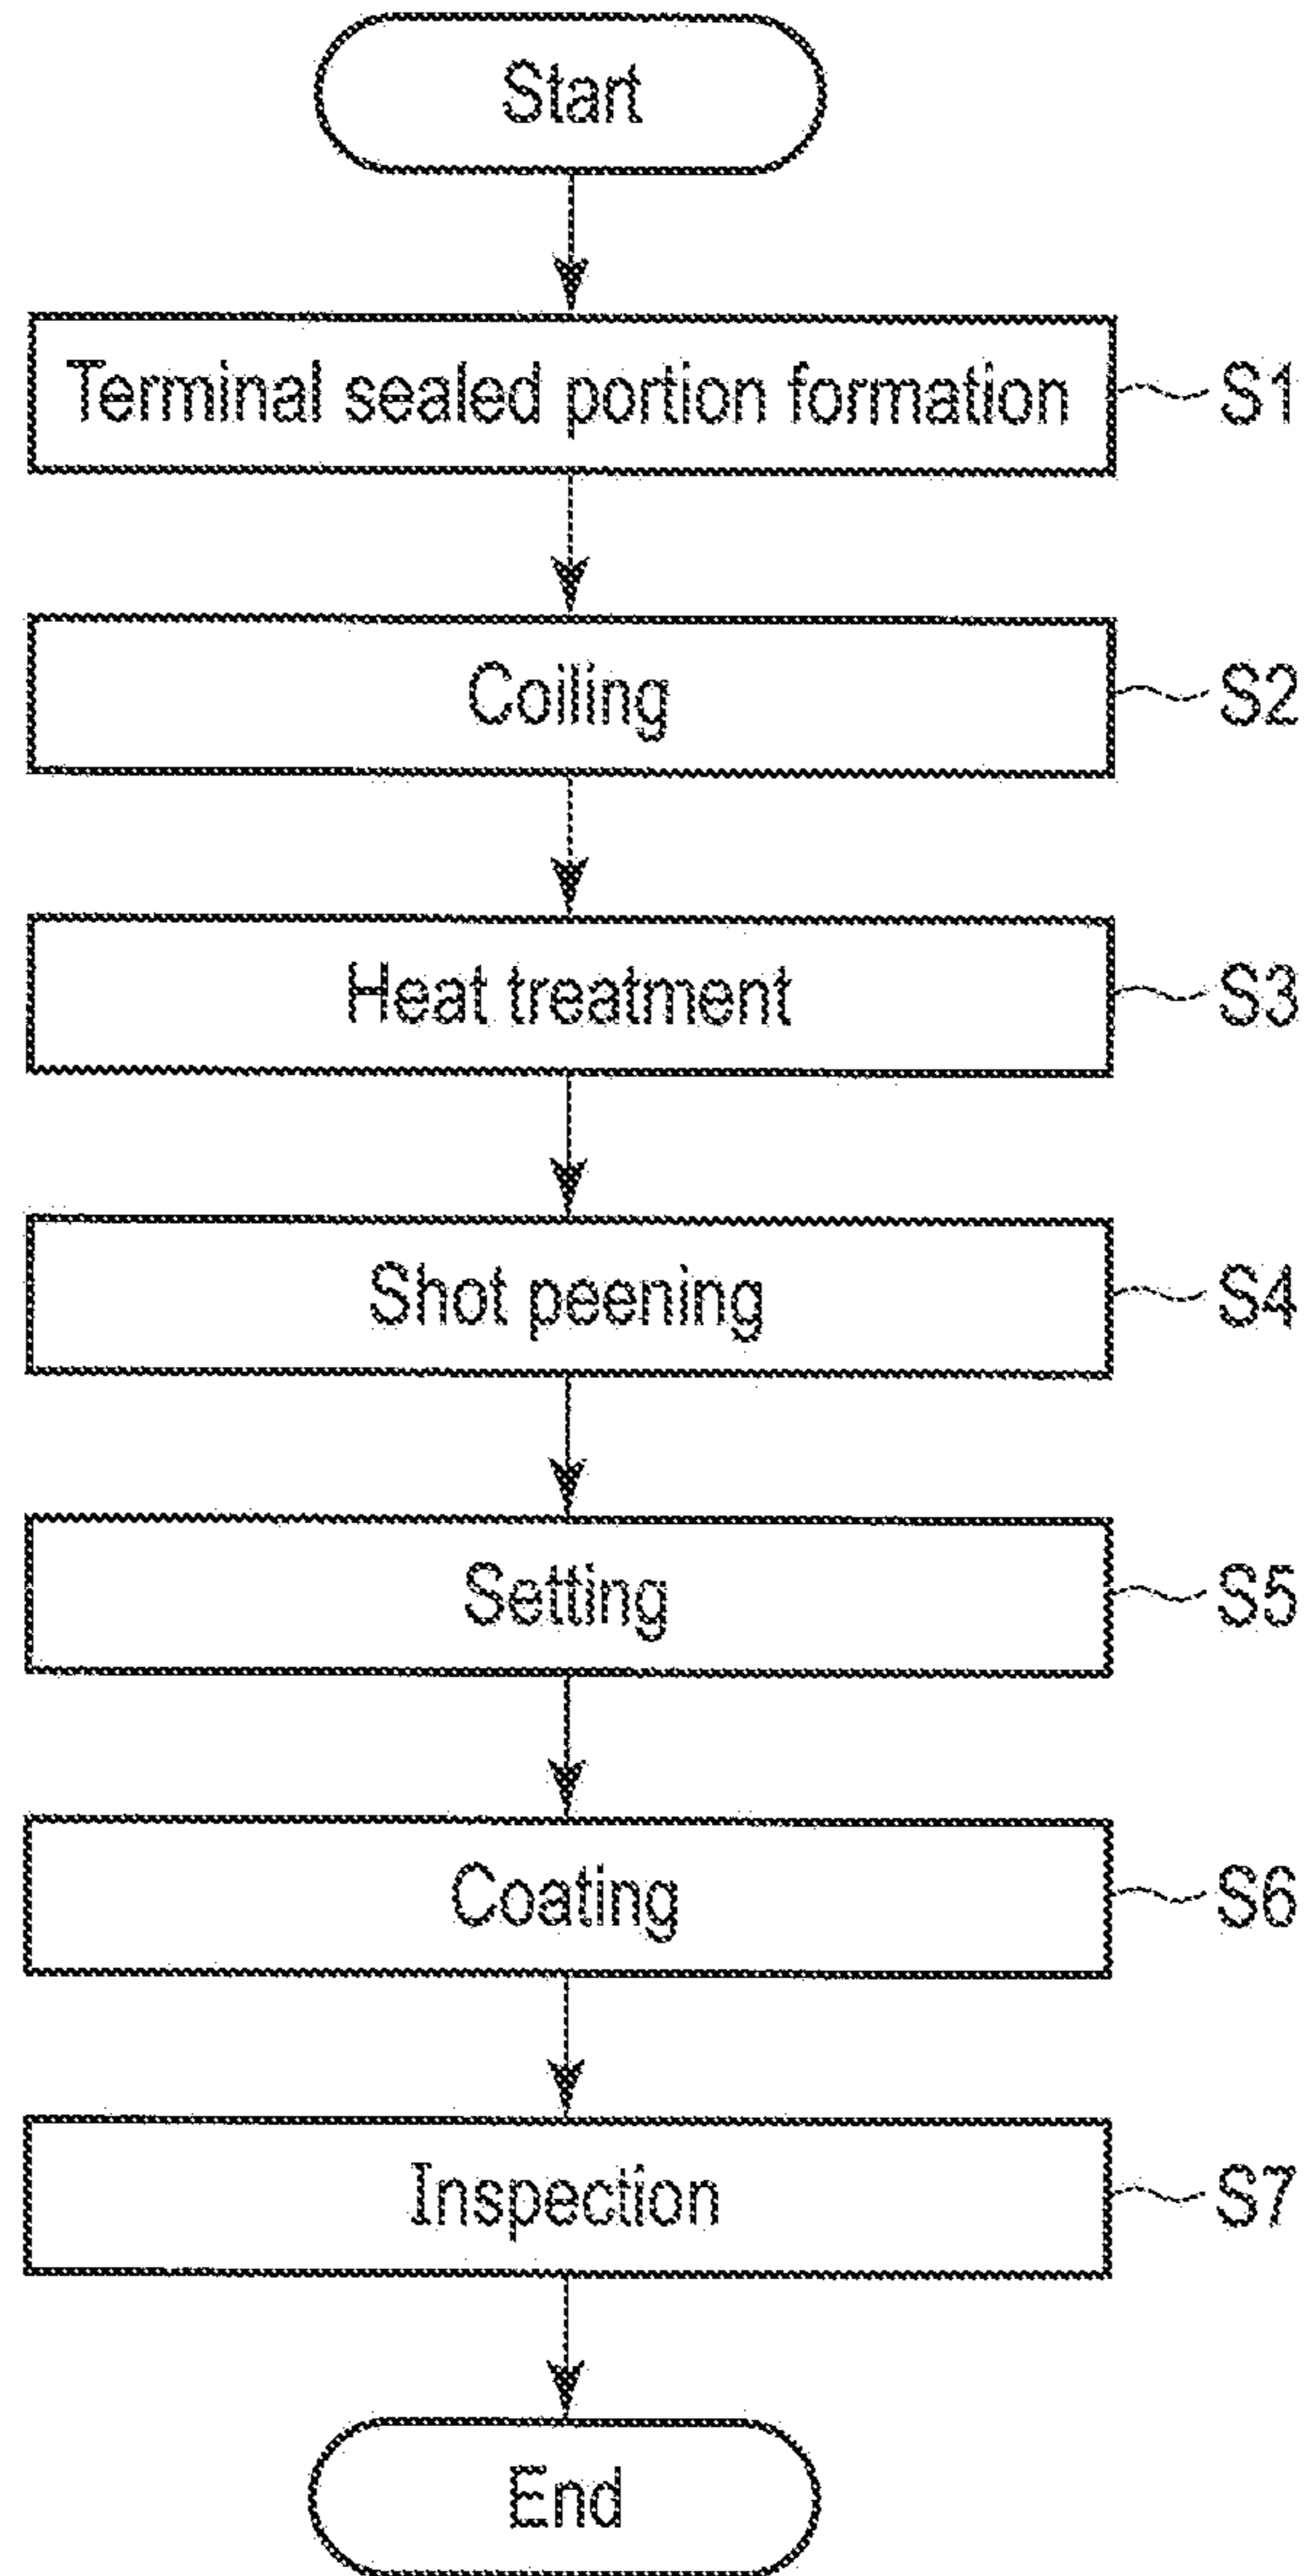 Start
Terminal sealed portion formation S1
Coiling S2
Heat treatment S3
Shot peening S4
Setting S5
Coating S6
Inspection S7
End